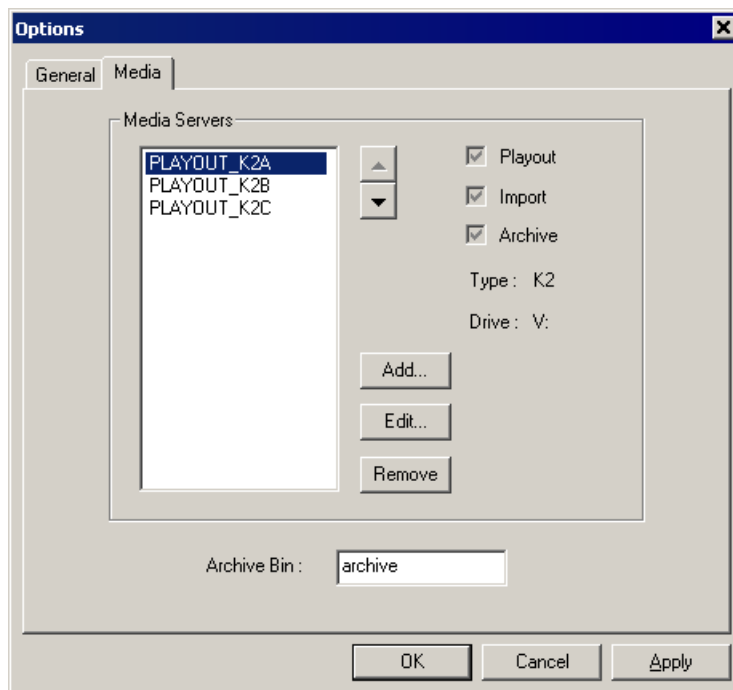 Options
General
Media
Media Servers
PLAYOUT_K2A
PLAYOUT_K2B
PLAYOUT_K2C
Playout
Import
Archive
Type : K2
Drive : V:
Add...
Edit...
Remove
Archive Bin : archive
OK
Cancel
Apply